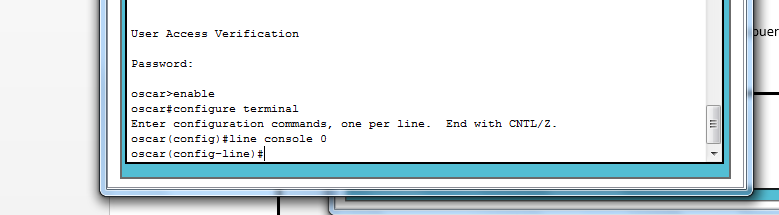 User Access Verification
Password:
oscar>enable
oscar#configure terminal
Enter configuration commands, one per line.  End with CNTL/Z.
oscar(config)#line console 0
oscar(config-line)#